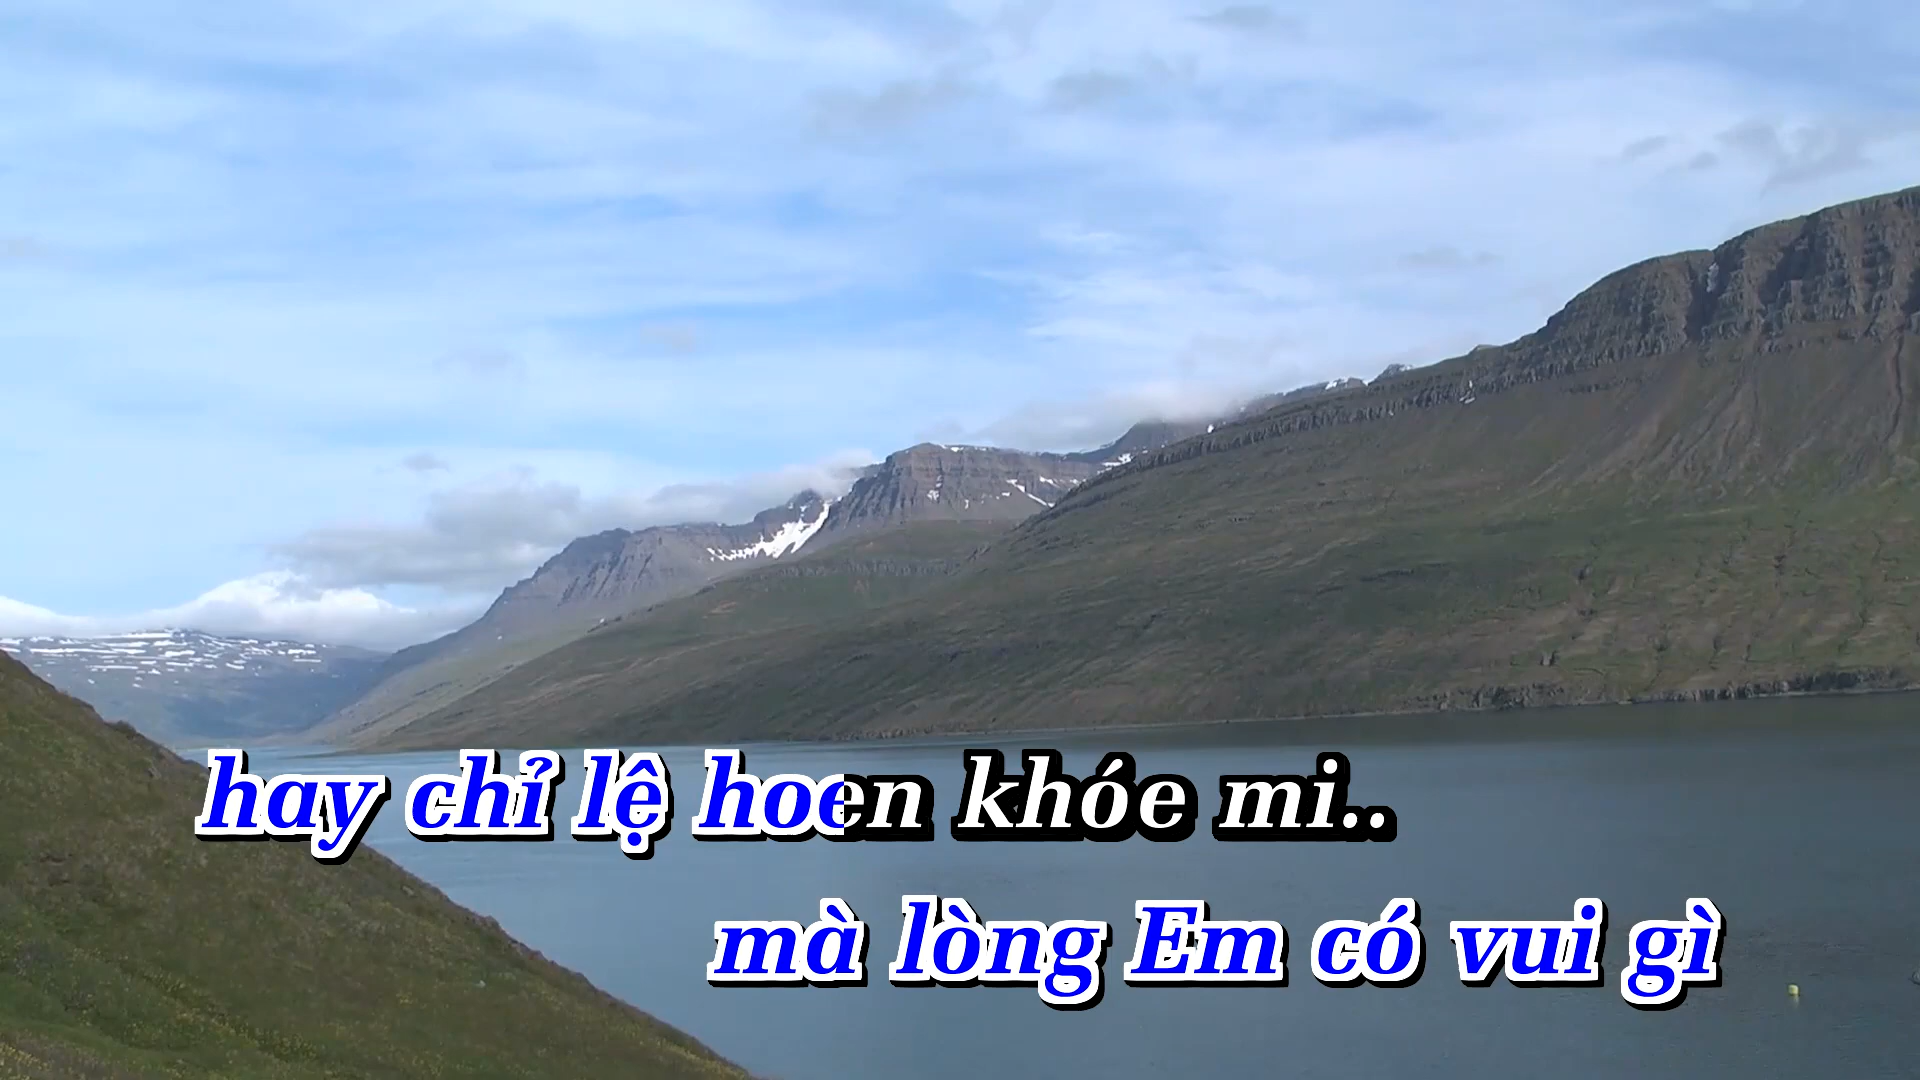 hay chỉ lệ hoen khóe mi..
mà lòng Em có vui gì